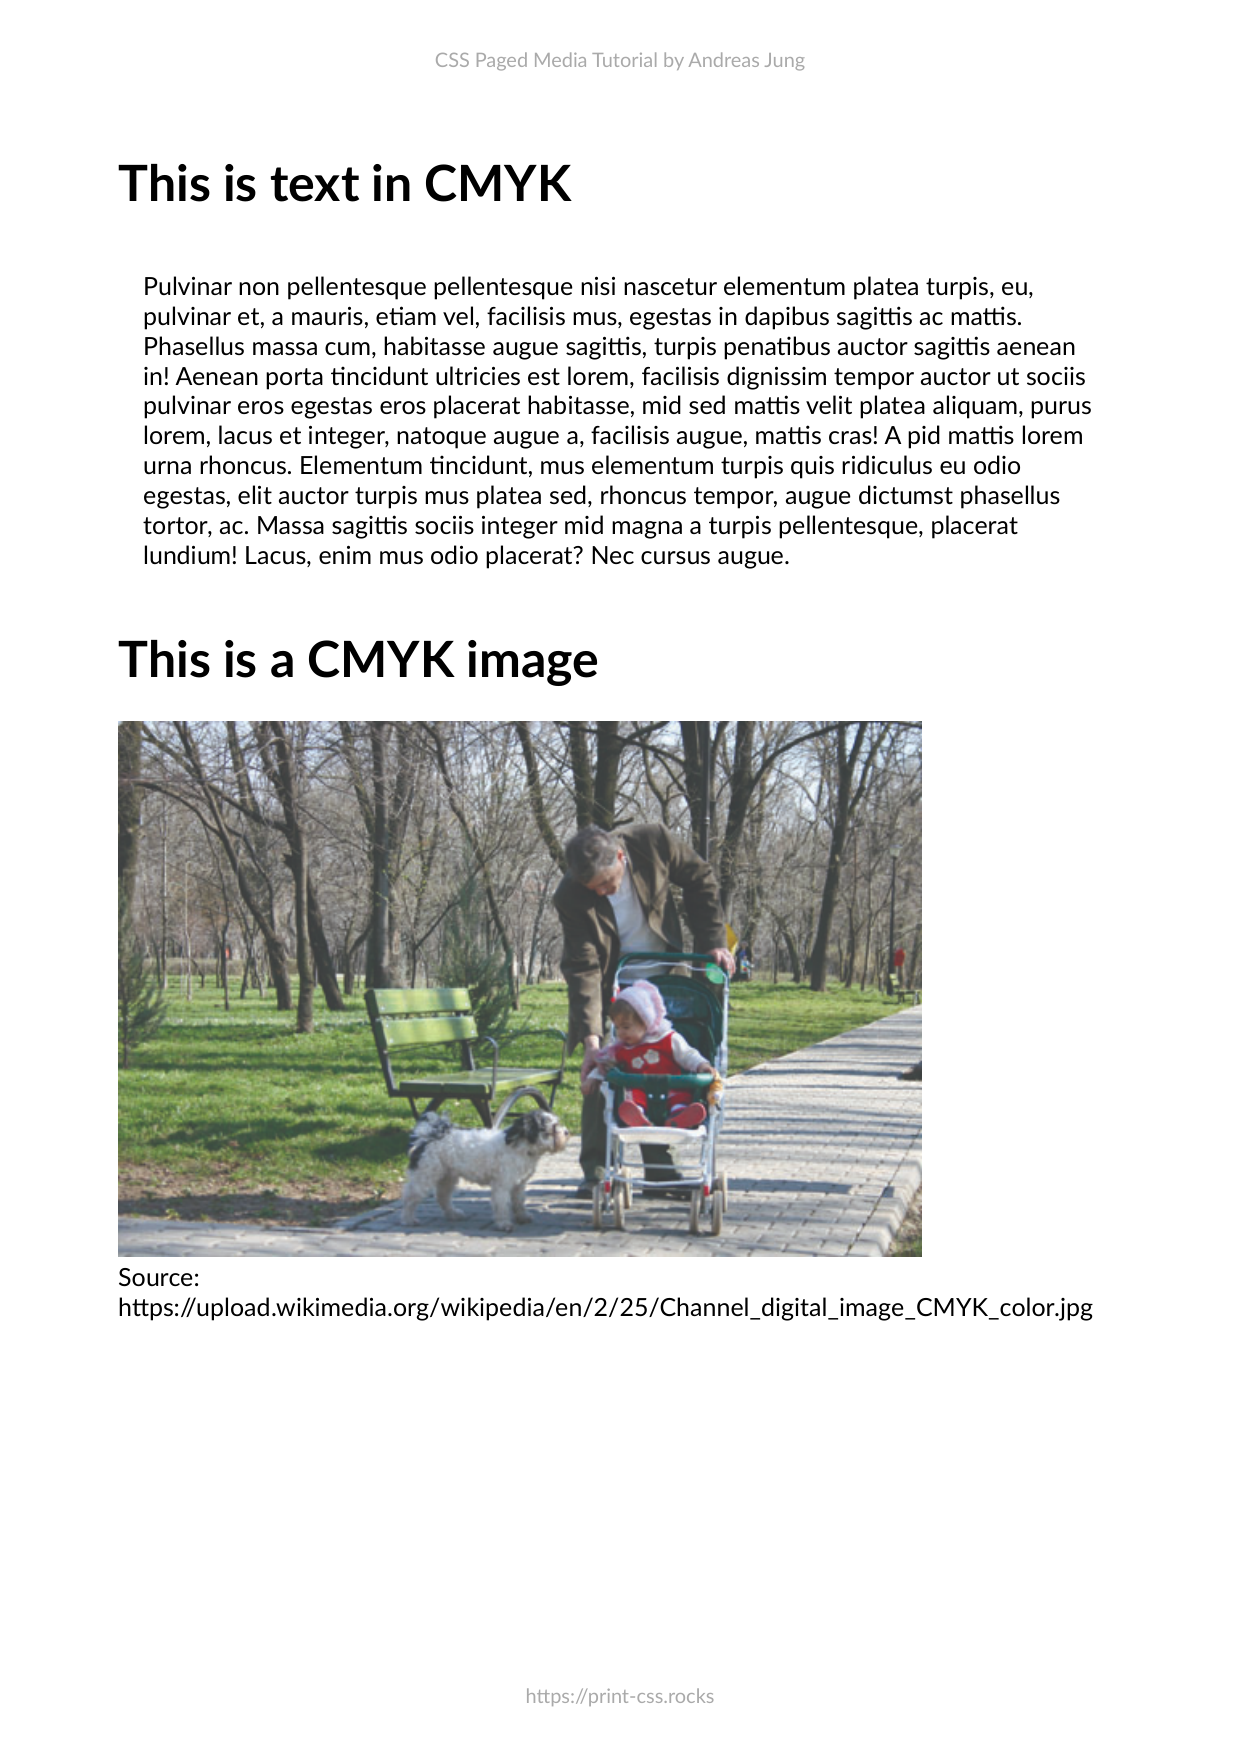 CSS Paged Media Tutorial by Andreas Jung
This is text in CMYK
Pulvinar non pellentesque pellentesque nisi nascetur elementum platea turpis, eu,
pulvinar et, a mauris, etiam vel, facilisis mus, egestas in dapibus sagittis ac mattis.
Phasellus massa cum, habitasse augue sagittis, turpis penatibus auctor sagittis aenean
in! Aenean porta tincidunt ultricies est lorem, facilisis dignissim tempor auctor ut sociis
pulvinar eros egestas eros placerat habitasse, mid sed mattis velit platea aliquam, purus
lorem, lacus et integer, natoque augue a, facilisis augue, mattis cras! A pid mattis lorem
urna rhoncus. Elementum tincidunt, mus elementum turpis quis ridiculus eu odio
egestas, elit auctor turpis mus platea sed, rhoncus tempor, augue dictumst phasellus
tortor, ac. Massa sagittis sociis integer mid magna a turpis pellentesque, placerat
lundium! Lacus, enim mus odio placerat? Nec cursus augue.
This is a CMYK image
Source:
https://upload.wikimedia.org/wikipedia/en/2/25/Channel_digital_image_CMYK_color.jpg
https://print-css.rocks